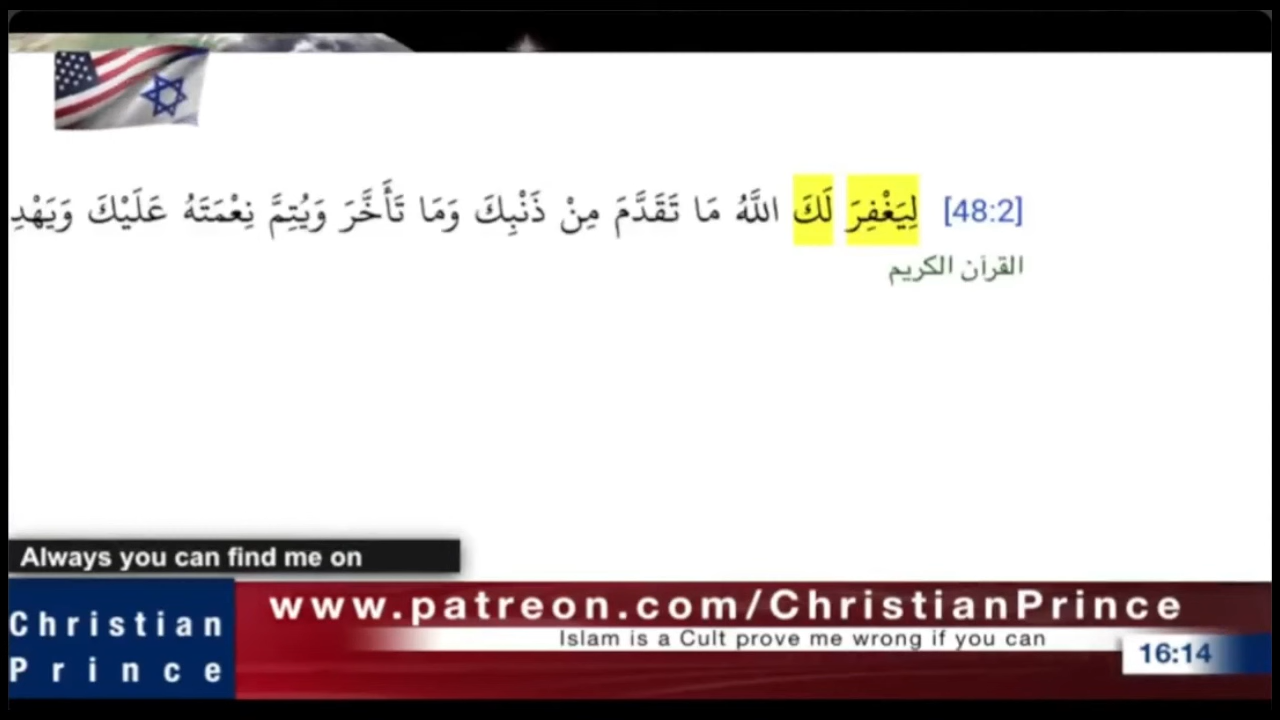 [48:2] لِيَغْفِرَ لَكَ اللَّهُ مَا تَقَدَّمَ مِنْ ذَنْبِكَ وَمَا تَأَخَّرَ وَيُتِمَّ نِعْمَتَهُ عَلَيْكَ وَيَهْدِ
القرآن الكريم
Always you can find me on
www.patreon.com/ChristianPrince
Christian
Prince
Islam is a Cult prove me wrong if you can
16:14